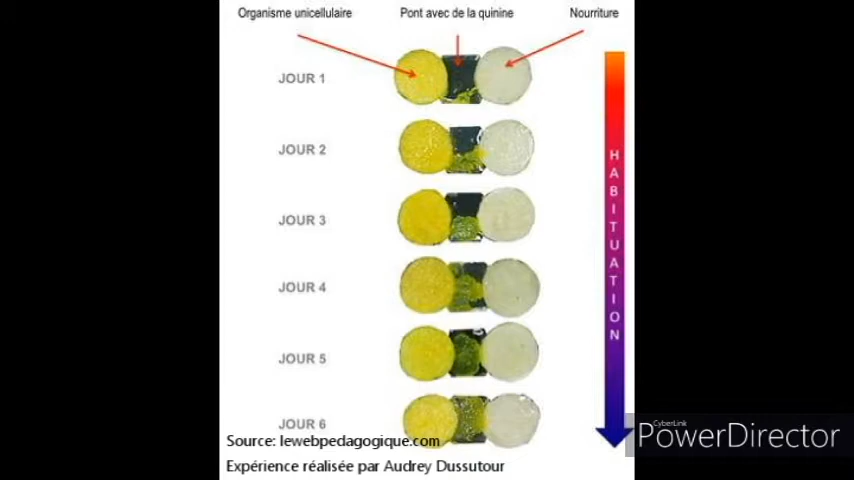 Organisme unicellulaire Pont avec de la quinine Nourriture
JOUR 1
JOUR 2
JOUR 3
JOUR 4
JOUR 5
JOUR 6
HABITUATION
Source: lewebpedagogique.com
Expérience réalisée par Audrey Dussutour
CyberLink
PowerDirector